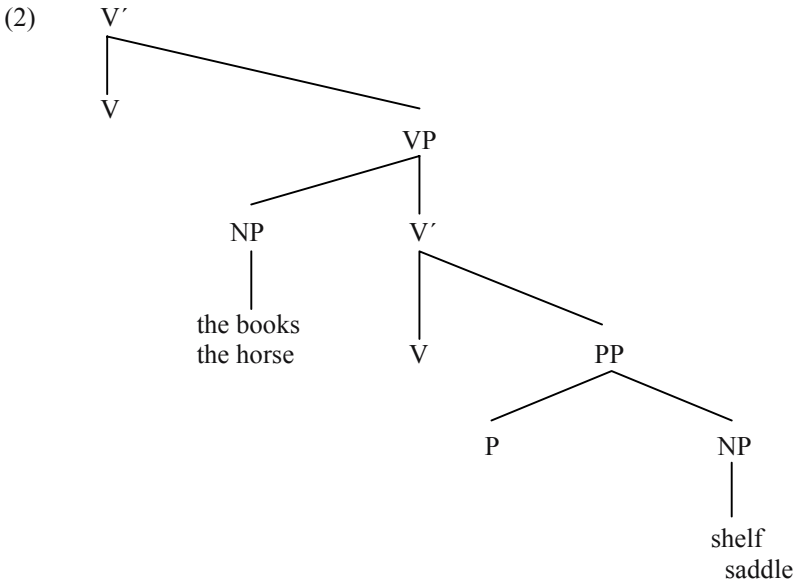 (2) V´
V
VP
NP V´
the books
the horse V PP
P NP
shelf
saddle